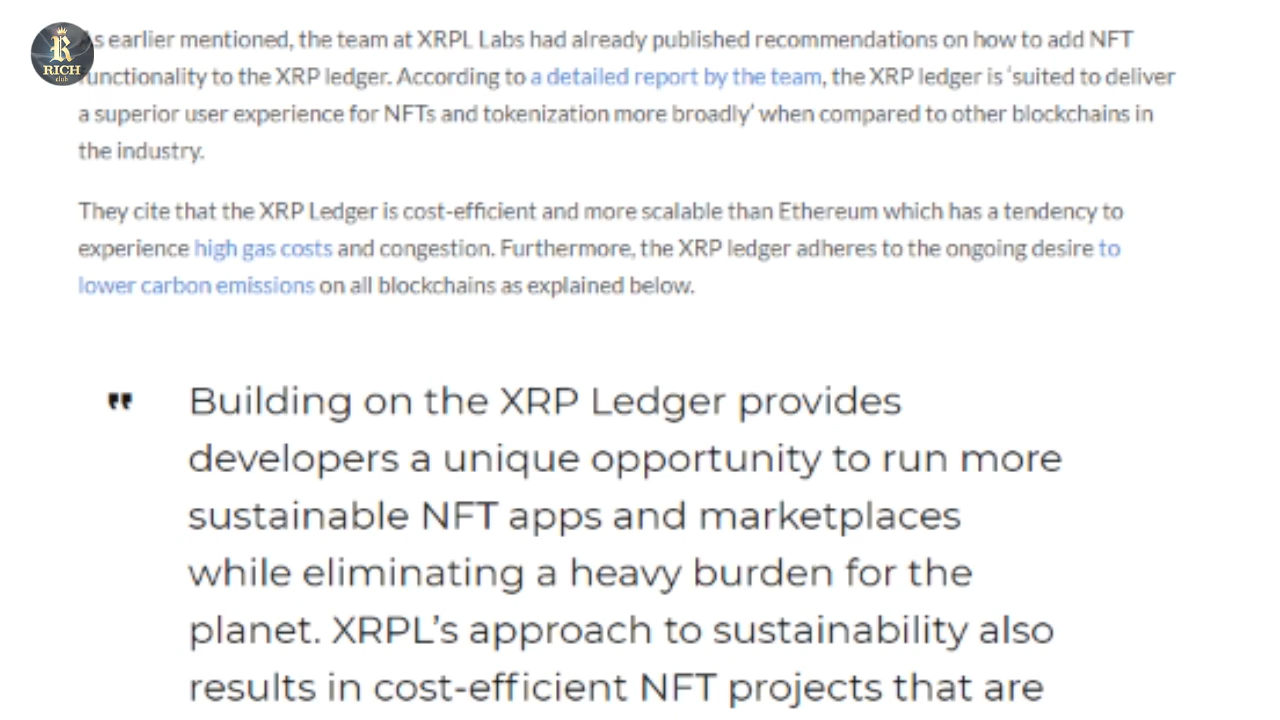 R
RICH
club
s earlier mentioned, the team at XRPL Labs had already published recommendations on how to add NFT
unctionality to the XRP ledger. According to a detailed report by the team, the XRP ledger is 'suited to deliver
a superior user experience for NFTs and tokenization more broadly' when compared to other blockchains in
the industry.
They cite that the XRP Ledger is cost-efficient and more scalable than Ethereum which has a tendency to
experience high gas costs and congestion. Furthermore, the XRP ledger adheres to the ongoing desire to
lower carbon emissions on all blockchains as explained below.
" Building on the XRP Ledger provides
developers a unique opportunity to run more
sustainable NFT apps and marketplaces
while eliminating a heavy burden for the
planet. XRPL's approach to sustainability also
results in cost-efficient NFT projects that are